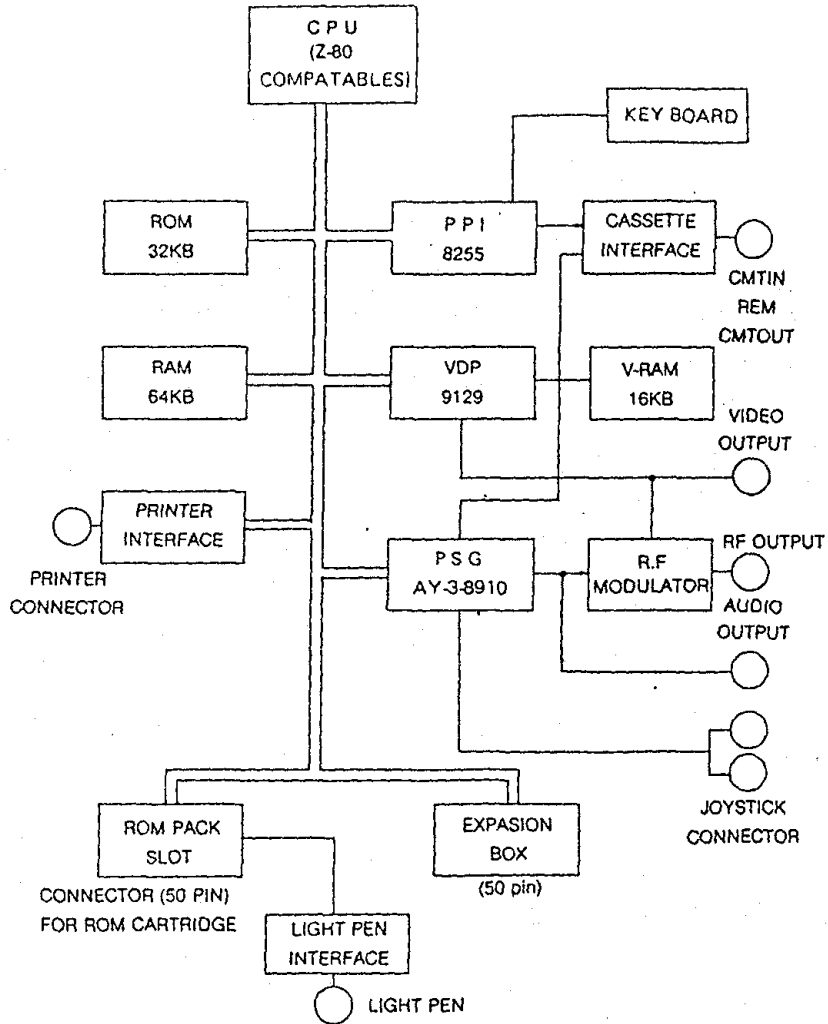 C P U
(Z-80
COMPATABLES)
KEY BOARD
ROM
32KB
P P I
8255
CASSETTE
INTERFACE
CMTIN
REM
CMTOUT
RAM
64KB
VDP
9129
V-RAM
16KB
VIDEO
OUTPUT
PRINTER
INTERFACE
PRINTER
CONNECTOR
P S G
AY-3-8910
R.F
MODULATOR
RF OUTPUT
AUDIO
OUTPUT
JOYSTICK
CONNECTOR
ROM PACK
SLOT
CONNECTOR (50 PIN)
FOR ROM CARTRIDGE
EXPASION
BOX
(50 pin)
LIGHT PEN
INTERFACE
LIGHT PEN